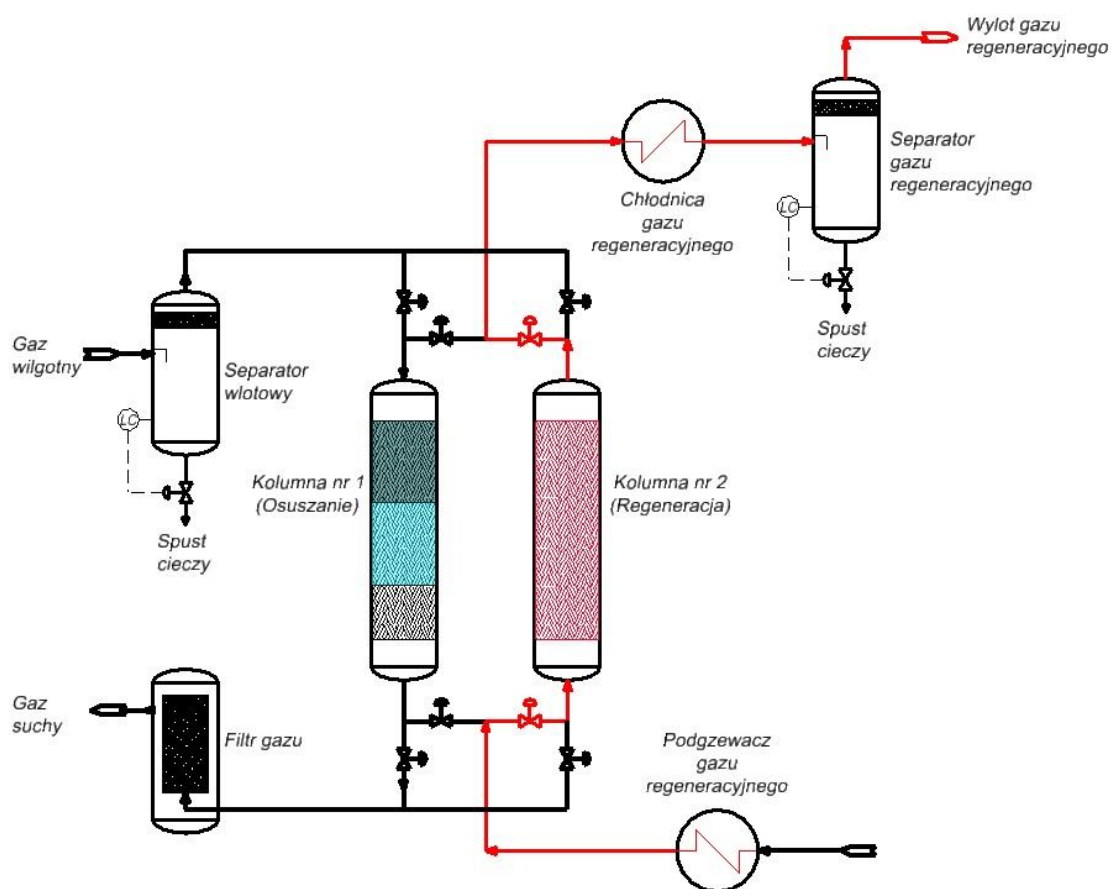 Wylot gazu
regeneracyjnego
Separator
gazu
regeneracyjnego
Chłodnica
gazu
regeneracyjnego
LC
Spust
cieczy
Gaz
wilgotny
Separator
wlotowy
LC
Spust
cieczy
Kolumna nr 1
(Osuszanie)
Kolumna nr 2
(Regeneracja)
Gaz
suchy
Filtr gazu
Podgzewacz
gazu
regeneracyjnego